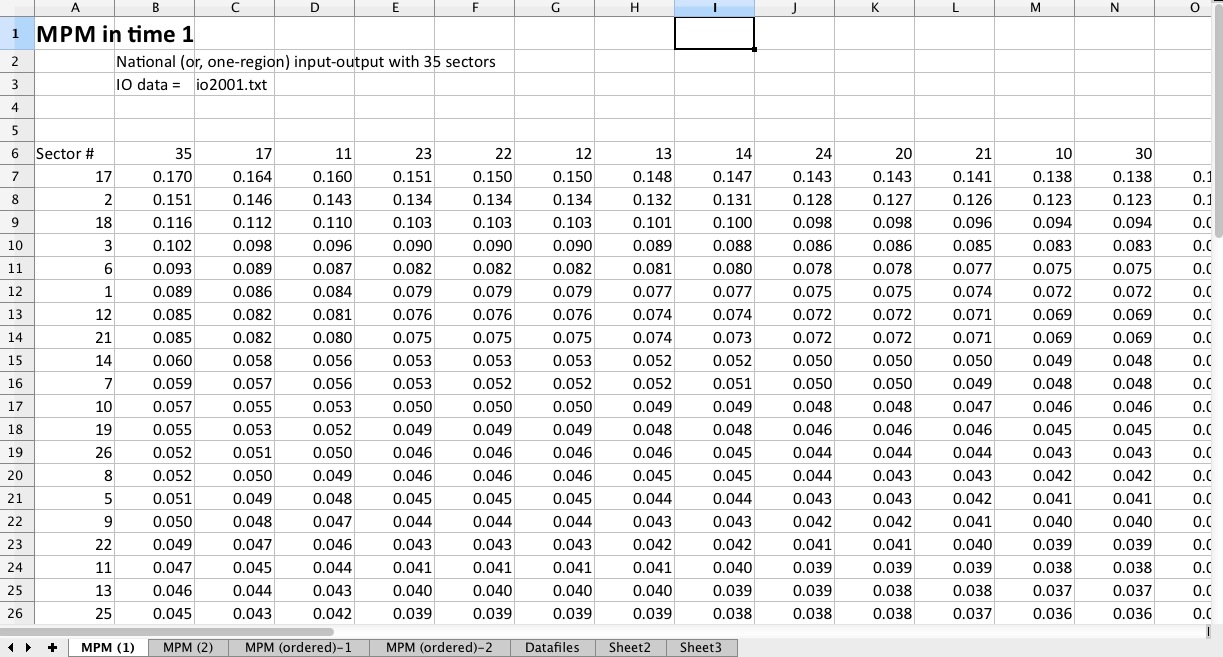 A B C D E F G H I J K L M N O
1 MPM in time 1
2 National (or, one-region) input-output with 35 sectors
3 IO data = io2001.txt
4
5
6 Sector # 35 17 11 23 22 12 13 14 24 20 21 10 30
7 17 0.170 0.164 0.160 0.151 0.150 0.150 0.148 0.147 0.143 0.143 0.141 0.138 0.138 0.1
8 2 0.151 0.146 0.143 0.134 0.134 0.134 0.132 0.131 0.128 0.127 0.126 0.123 0.123 0.1
9 18 0.116 0.112 0.110 0.103 0.103 0.103 0.101 0.100 0.098 0.098 0.096 0.094 0.094 0.0
10 3 0.102 0.098 0.096 0.090 0.090 0.090 0.089 0.088 0.086 0.086 0.085 0.083 0.083 0.0
11 6 0.093 0.089 0.087 0.082 0.082 0.082 0.081 0.080 0.078 0.078 0.077 0.075 0.075 0.0
12 1 0.089 0.086 0.084 0.079 0.079 0.079 0.077 0.077 0.075 0.075 0.074 0.072 0.072 0.0
13 12 0.085 0.082 0.081 0.076 0.076 0.076 0.074 0.074 0.072 0.072 0.071 0.069 0.069 0.0
14 21 0.085 0.082 0.080 0.075 0.075 0.075 0.074 0.073 0.072 0.072 0.071 0.069 0.069 0.0
15 14 0.060 0.058 0.056 0.053 0.053 0.053 0.052 0.052 0.050 0.050 0.050 0.049 0.048 0.0
16 7 0.059 0.057 0.056 0.053 0.052 0.052 0.052 0.051 0.050 0.050 0.049 0.048 0.048 0.0
17 10 0.057 0.055 0.053 0.050 0.050 0.050 0.049 0.049 0.048 0.048 0.047 0.046 0.046 0.0
18 19 0.055 0.053 0.052 0.049 0.049 0.049 0.048 0.048 0.046 0.046 0.046 0.045 0.045 0.0
19 26 0.052 0.051 0.050 0.046 0.046 0.046 0.046 0.045 0.044 0.044 0.044 0.043 0.043 0.0
20 8 0.052 0.050 0.049 0.046 0.046 0.046 0.045 0.045 0.044 0.043 0.043 0.042 0.042 0.0
21 5 0.051 0.049 0.048 0.045 0.045 0.045 0.044 0.044 0.043 0.043 0.042 0.041 0.041 0.0
22 9 0.050 0.048 0.047 0.044 0.044 0.044 0.043 0.043 0.042 0.042 0.041 0.040 0.040 0.0
23 22 0.049 0.047 0.046 0.043 0.043 0.043 0.042 0.042 0.041 0.041 0.040 0.039 0.039 0.0
24 11 0.047 0.045 0.044 0.041 0.041 0.041 0.041 0.040 0.039 0.039 0.039 0.038 0.038 0.0
25 13 0.046 0.044 0.043 0.040 0.040 0.040 0.040 0.039 0.039 0.038 0.038 0.037 0.037 0.0
26 25 0.045 0.043 0.042 0.039 0.039 0.039 0.039 0.038 0.038 0.038 0.037 0.036 0.036 0.0
MPM (1) MPM (2) MPM (ordered)-1 MPM (ordered)-2 Datafiles Sheet2 Sheet3